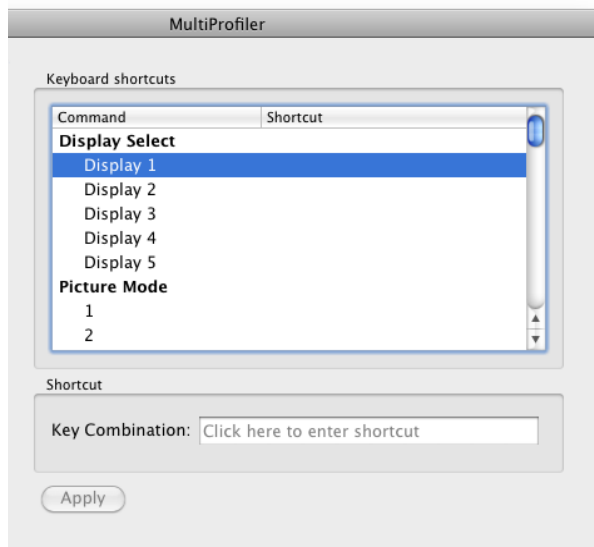 MultiProfiler
Keyboard shortcuts
Command Shortcut
Display Select
Display 1
Display 2
Display 3
Display 4
Display 5
Picture Mode
1
2
Shortcut
Key Combination: Click here to enter shortcut
Apply